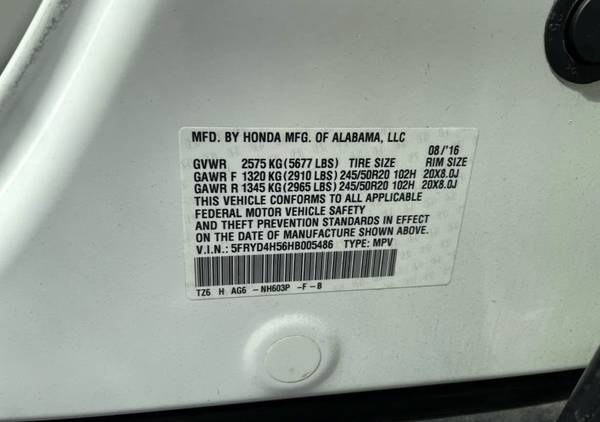 MFD. BY HONDA MFG. OF ALABAMA, LLC
08/'16
GVWR 2575 KG(5677 LBS) TIRE SIZE RIM SIZE
GAWR F 1320 KG(2910 LBS) 245/50R20 102H 20X8.0J
GAWR R 1345 KG(2965 LBS) 245/50R20 102H 20X8.0J
THIS VEHICLE CONFORMS TO ALL APPLICABLE
FEDERAL MOTOR VEHICLE SAFETY
AND THEFT PREVENTION STANDARDS IN EFFECT
ON THE DATE OF MANUFACTURE SHOWN ABOVE.
V.I.N.: 5FRYD4H56HB005486 TYPE: MPV
TZ6 H AG6 -NH603P -F-B